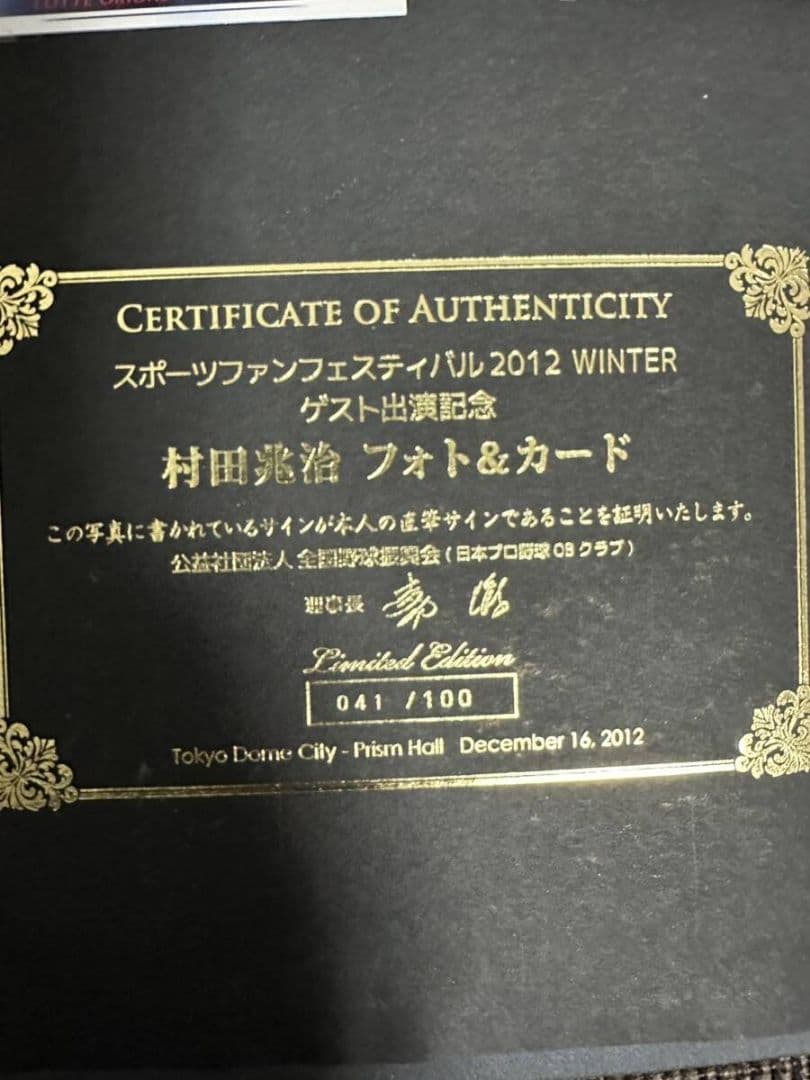 LOTTE ORIONS
CERTIFICATE OF AUTHENTICITY
スポーツファンフェスティバル2012 WINTER
ゲスト出演記念
村田兆治 フォト&カード
この写真に書かれているサインが本人の直筆サインであることを証明いたします。
公益社団法人 全国野球振興会(日本プロ野球OBクラブ)
理事長
Limited Edition
041 /100
Tokyo Dome City - Prism Hall December 16, 2012